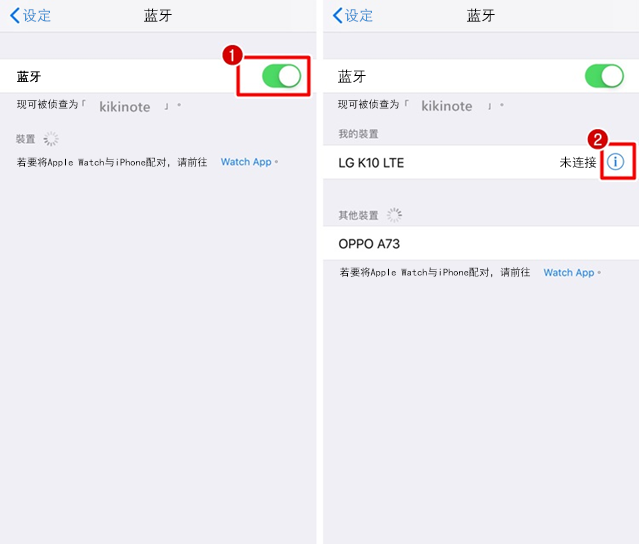 设定
蓝牙
1
蓝牙
现可被侦查为「 kikinote 」。
裝置
若要将Apple Watch与iPhone配对, 请前往 Watch App。
设定
蓝牙
蓝牙
现可被侦查为「 kikinote 」。
我的裝置
2
LG K10 LTE 未连接
其他裝置
OPPO A73
若要将Apple Watch与iPhone配对, 请前往 Watch App。